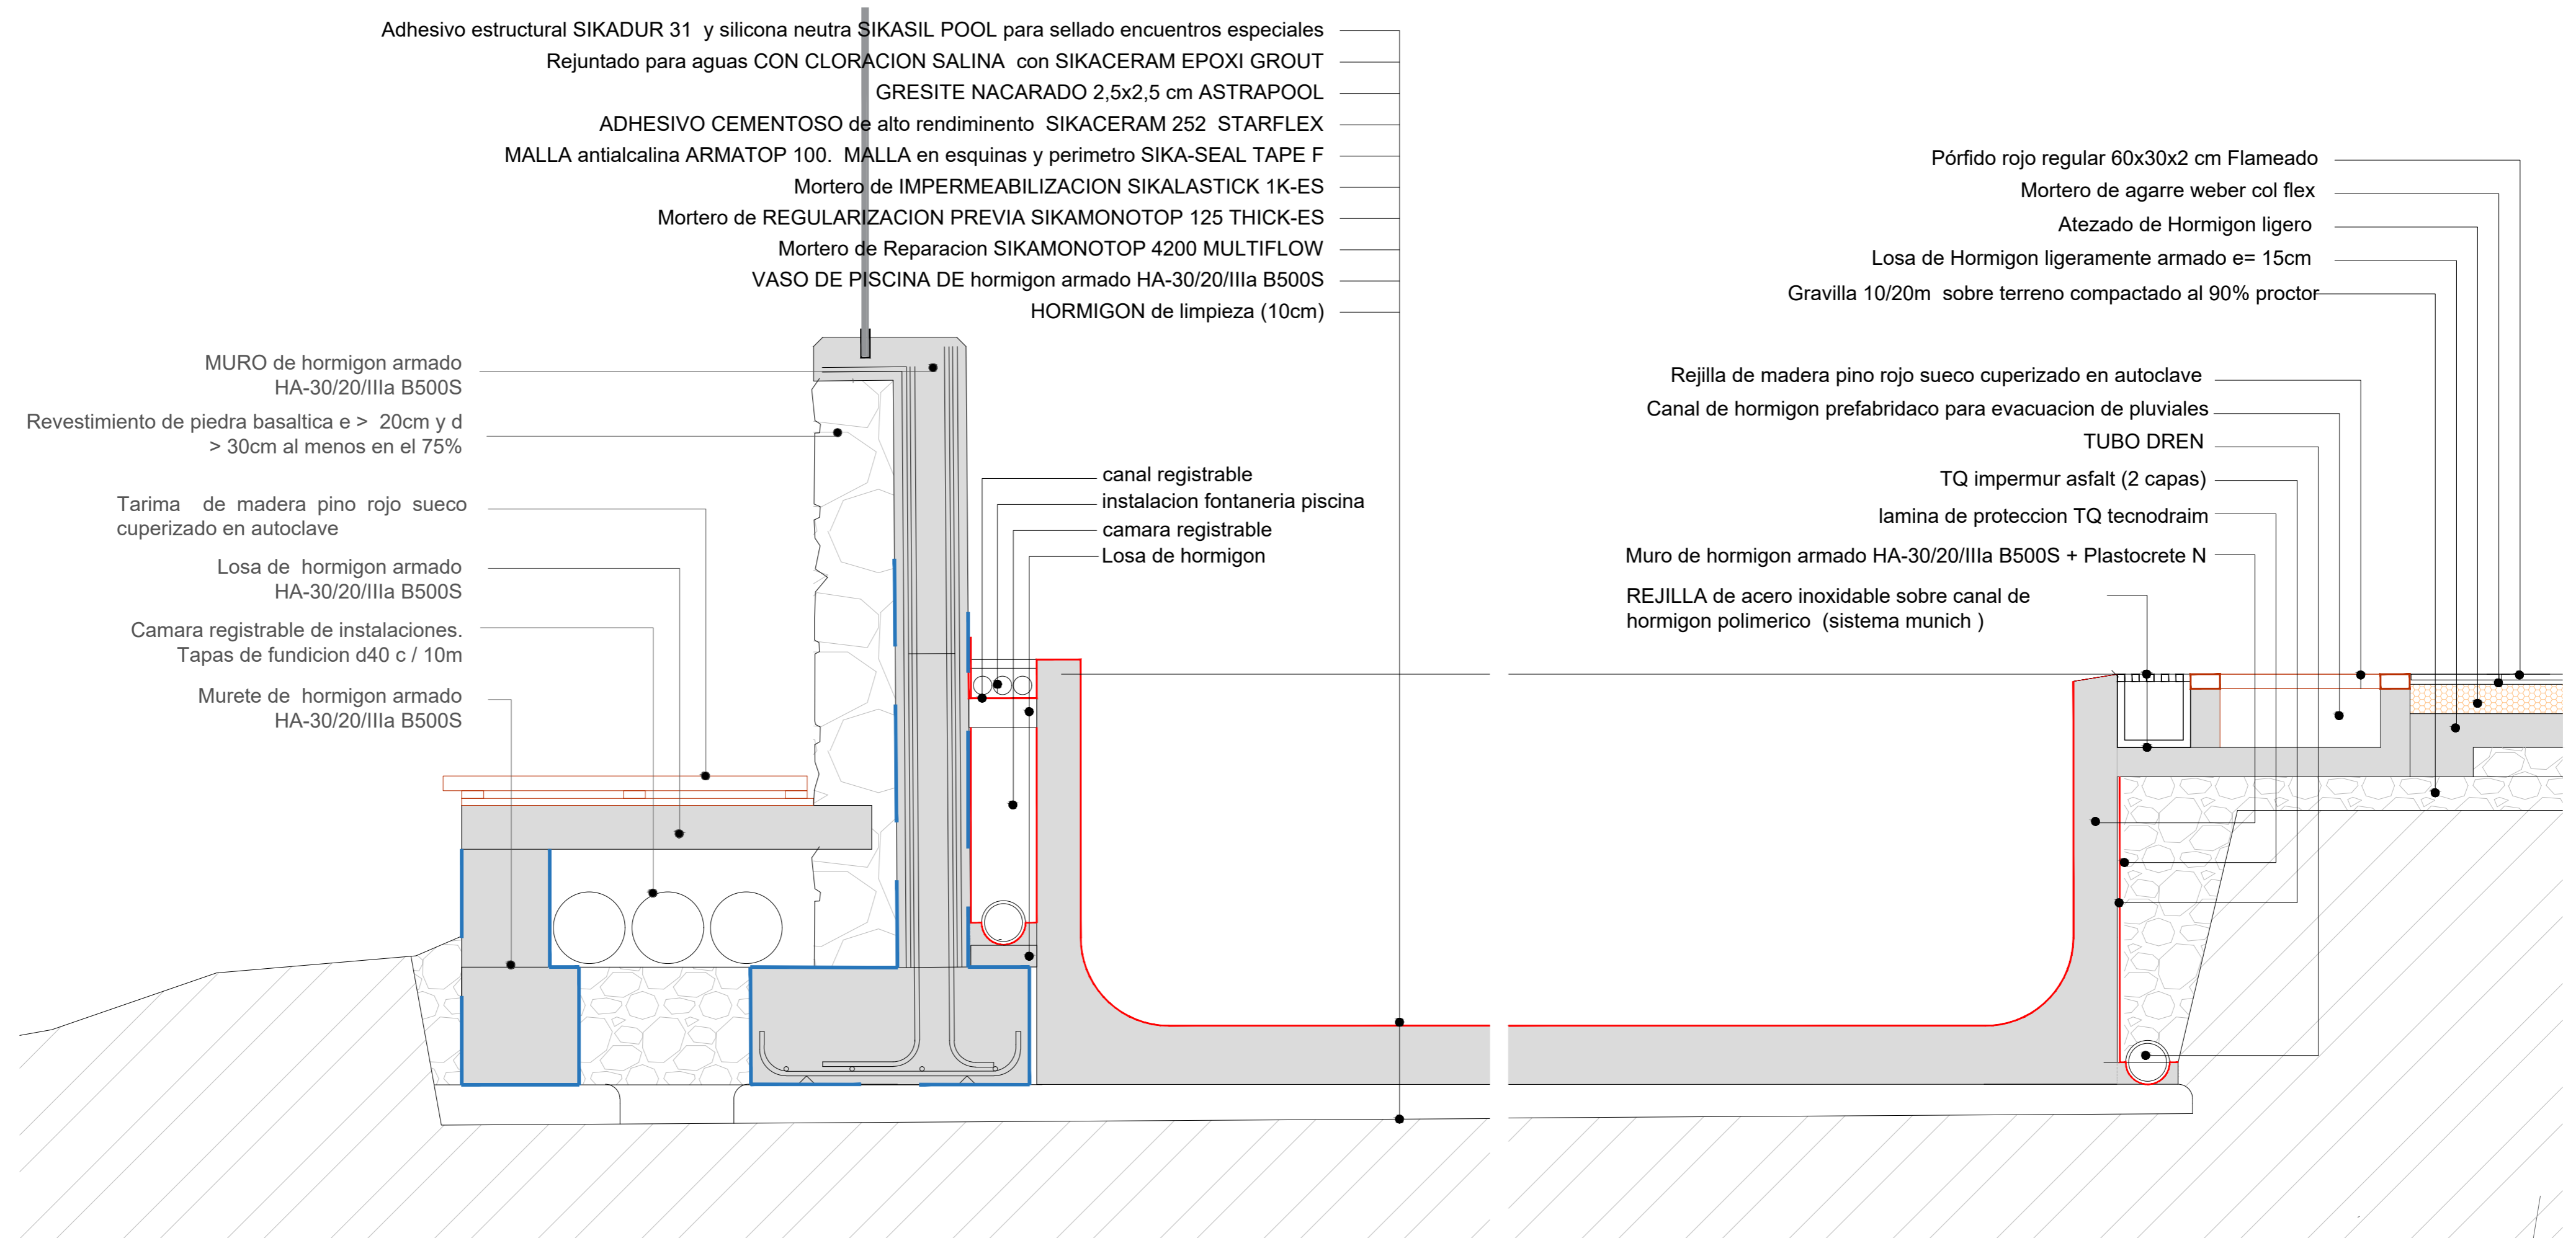 Adhesivo estructural SIKADUR 31 y silicona neutra SIKASIL POOL para sellado encuentros especiales
Rejuntado para aguas CON CLORACION SALINA con SIKACERAM EPOXI GROUT
GRESITE NACARADO 2,5x2,5 cm ASTRAPOOL
ADHESIVO CEMENTOSO de alto rendiminento SIKACERAM 252 STARFLEX
MALLA antialcalina ARMATOP 100. MALLA en esquinas y perimetro SIKA-SEAL TAPE F
Mortero de IMPERMEABILIZACION SIKALASTICK 1K-ES
Mortero de REGULARIZACION PREVIA SIKAMONOTOP 125 THICK-ES
Mortero de Reparacion SIKAMONOTOP 4200 MULTIFLOW
VASO DE PISCINA DE hormigon armado HA-30/20/IIIa B500S
HORMIGON de limpieza (10cm)
MURO de hormigon armado
HA-30/20/IIIa B500S
Revestimiento de piedra basaltica e > 20cm y d
> 30cm al menos en el 75%
Tarima de madera pino rojo sueco
cuperizado en autoclave
Losa de hormigon armado
HA-30/20/IIIa B500S
Camara registrable de instalaciones.
Tapas de fundicion d40 c / 10m
Murete de hormigon armado
HA-30/20/IIIa B500S
canal registrable
instalacion fontaneria piscina
camara registrable
Losa de hormigon
Pórfido rojo regular 60x30x2 cm Flameado
Mortero de agarre weber col flex
Atezado de Hormigon ligero
Losa de Hormigon ligeramente armado e= 15cm
Gravilla 10/20m sobre terreno compactado al 90% proctor
Rejilla de madera pino rojo sueco cuperizado en autoclave
Canal de hormigon prefabridaco para evacuacion de pluviales
TUBO DREN
TQ impermur asfalt (2 capas)
lamina de proteccion TQ tecnodraim
Muro de hormigon armado HA-30/20/IIIa B500S + Plastocrete N
REJILLA de acero inoxidable sobre canal de
hormigon polimerico (sistema munich )